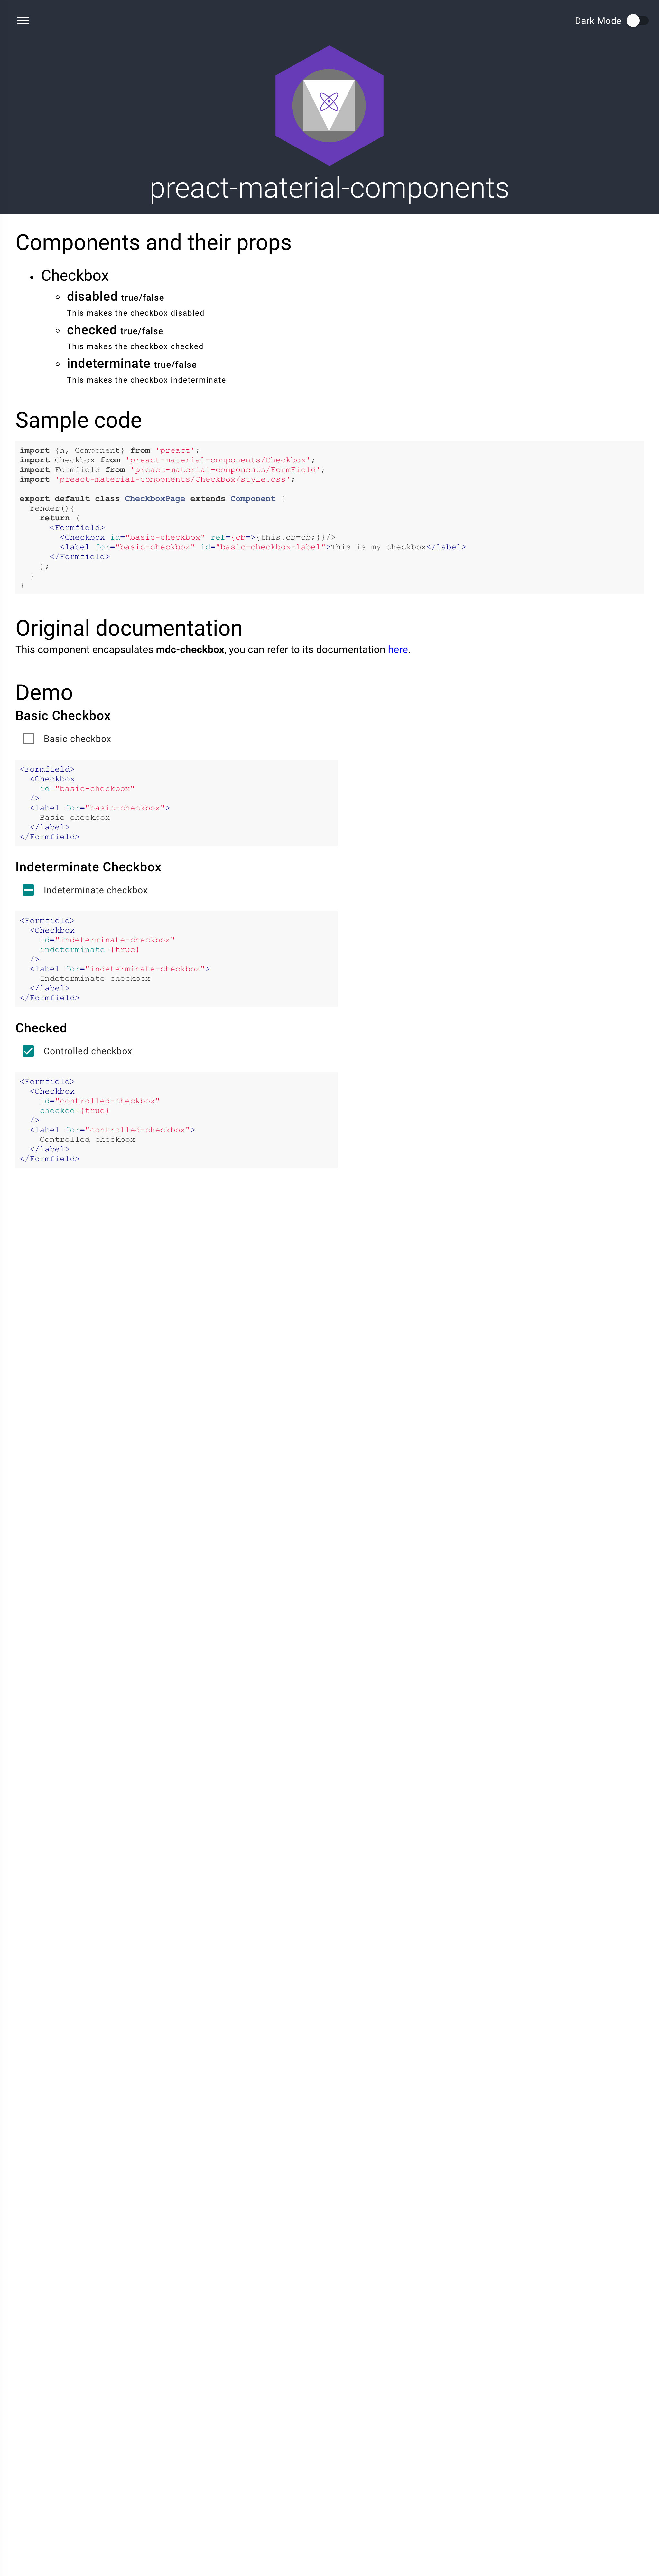 Dark Mode
preact-material-components
Components and their props
Checkbox
disabled true/false
This makes the checkbox disabled
checked true/false
This makes the checkbox checked
indeterminate true/false
This makes the checkbox indeterminate
Sample code
import {h, Component} from 'preact';
import Checkbox from 'preact-material-components/Checkbox';
import Formfield from 'preact-material-components/FormField';
import 'preact-material-components/Checkbox/style.css';
export default class CheckboxPage extends Component {
render(){
return (
<Formfield>
<Checkbox id="basic-checkbox" ref={cb=>{this.cb=cb;}}/>
<label for="basic-checkbox" id="basic-checkbox-label">This is my checkbox</label>
</Formfield>
);
}
}
Original documentation
This component encapsulates mdc-checkbox, you can refer to its documentation here.
Demo
Basic Checkbox
Basic checkbox
<Formfield>
<Checkbox
id="basic-checkbox"
/>
<label for="basic-checkbox">
Basic checkbox
</label>
</Formfield>
Indeterminate Checkbox
Indeterminate checkbox
<Formfield>
<Checkbox
id="indeterminate-checkbox"
indeterminate={true}
/>
<label for="indeterminate-checkbox">
Indeterminate checkbox
</label>
</Formfield>
Checked
Controlled checkbox
<Formfield>
<Checkbox
id="controlled-checkbox"
checked={true}
/>
<label for="controlled-checkbox">
Controlled checkbox
</label>
</Formfield>